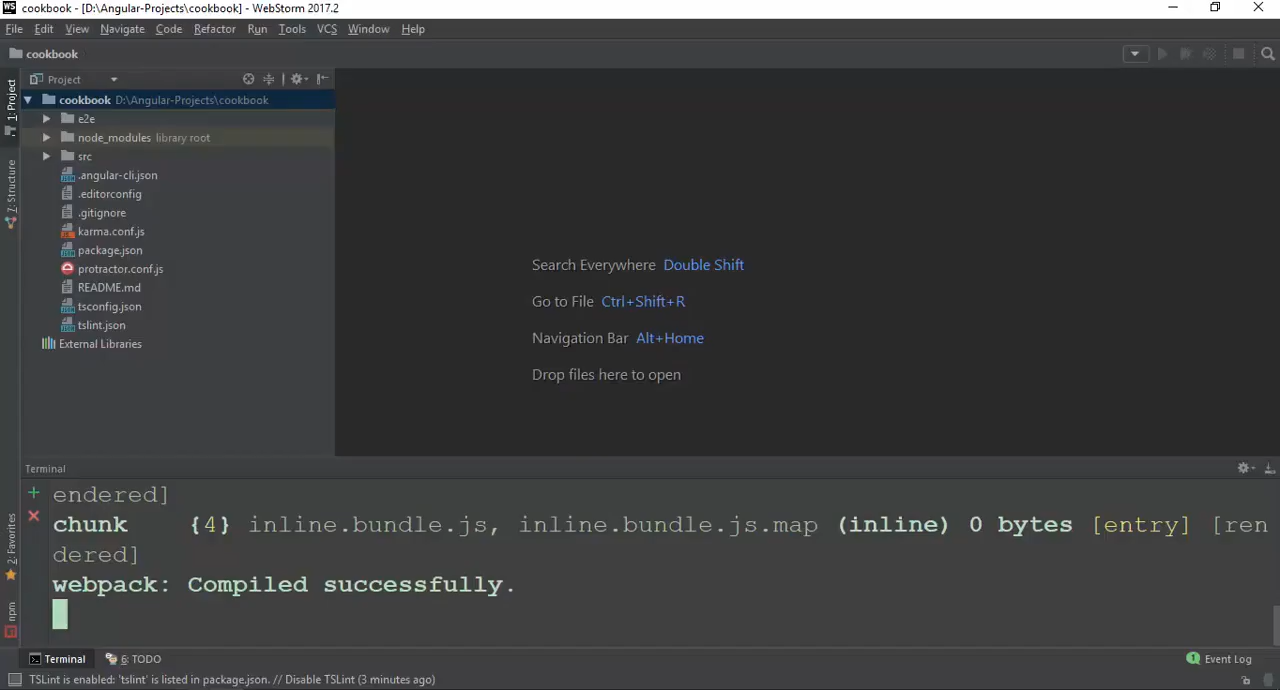 WS cookbook - [D:\Angular-Projects\cookbook] - WebStorm 2017.2
File Edit View Navigate Code Refactor Run Tools VCS Window Help
cookbook
Project
1: Project
7: Structure
2: Favorites
npm
cookbook D:\Angular-Projects\cookbook
e2e
node_modules library root
src
.angular-cli.json
.editorconfig
.gitignore
karma.conf.js
package.json
protractor.conf.js
README.md
tsconfig.json
tslint.json
External Libraries
Search Everywhere Double Shift
Go to File Ctrl+Shift+R
Navigation Bar Alt+Home
Drop files here to open
Terminal
endered]
chunk {4} inline.bundle.js, inline.bundle.js.map (inline) 0 bytes [entry] [ren
dered]
webpack: Compiled successfully.
Terminal 6: TODO 1 Event Log
TSLint is enabled: 'tslint' is listed in package.json. // Disable TSLint (3 minutes ago)